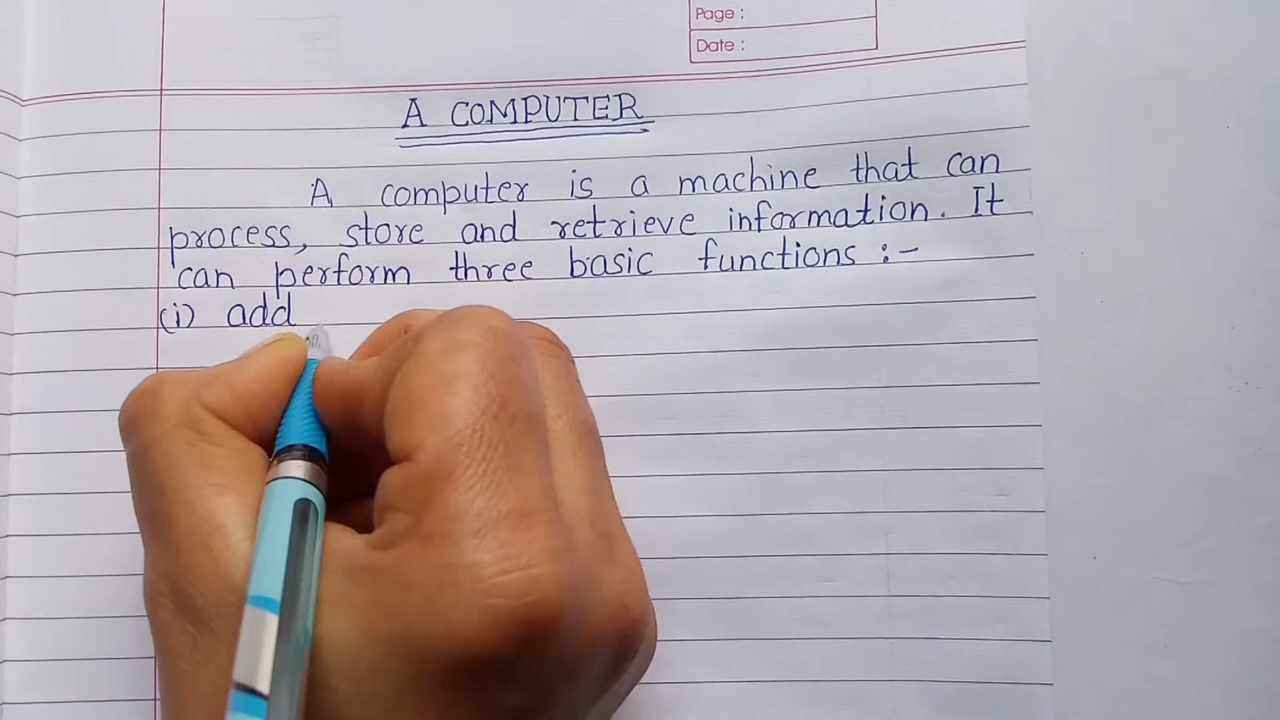 Page :
Date :
A COMPUTER
A computer is a machine that can
process, store and retrieve information. It
can perform three basic functions :-
(i) add